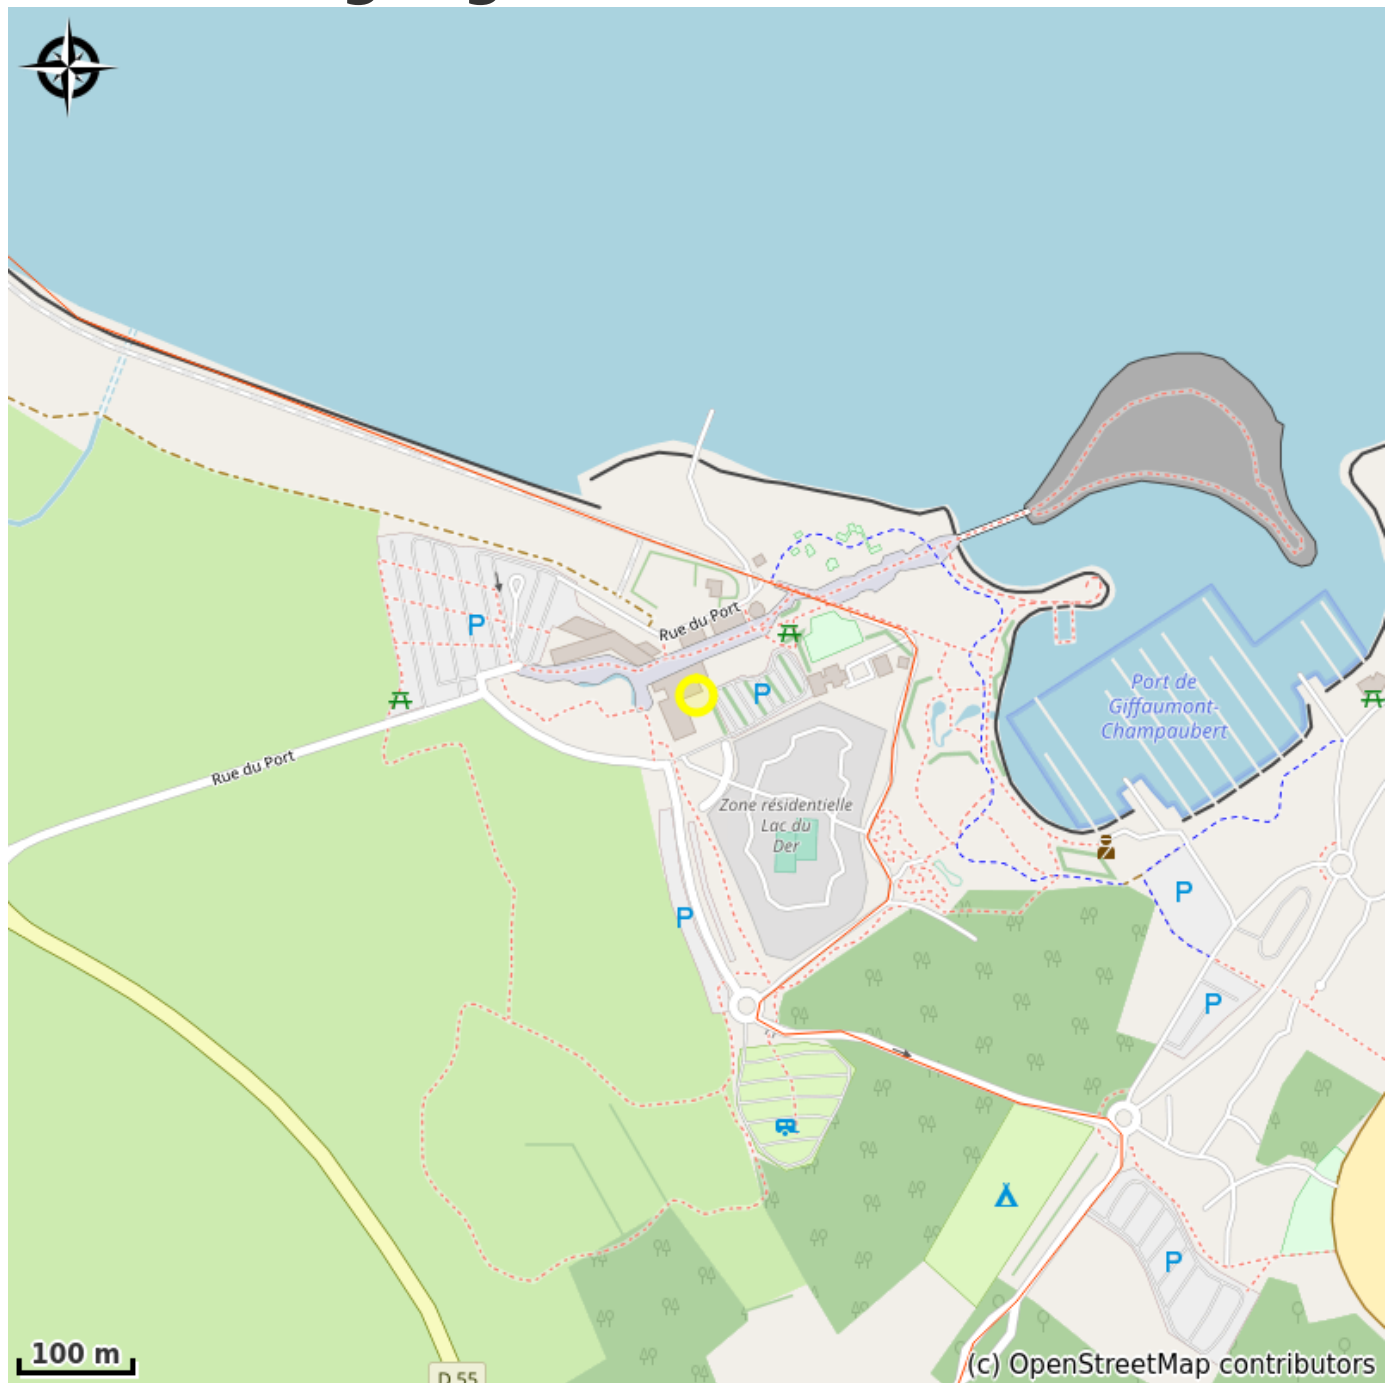 Rue du Port
P
P
Port de
Giffaumont-
Champaubert
Rue du Port
Zone résidentielle
Lac du
Der
P
P
P
P
100 m
D 55
(c) OpenStreetMap contributors